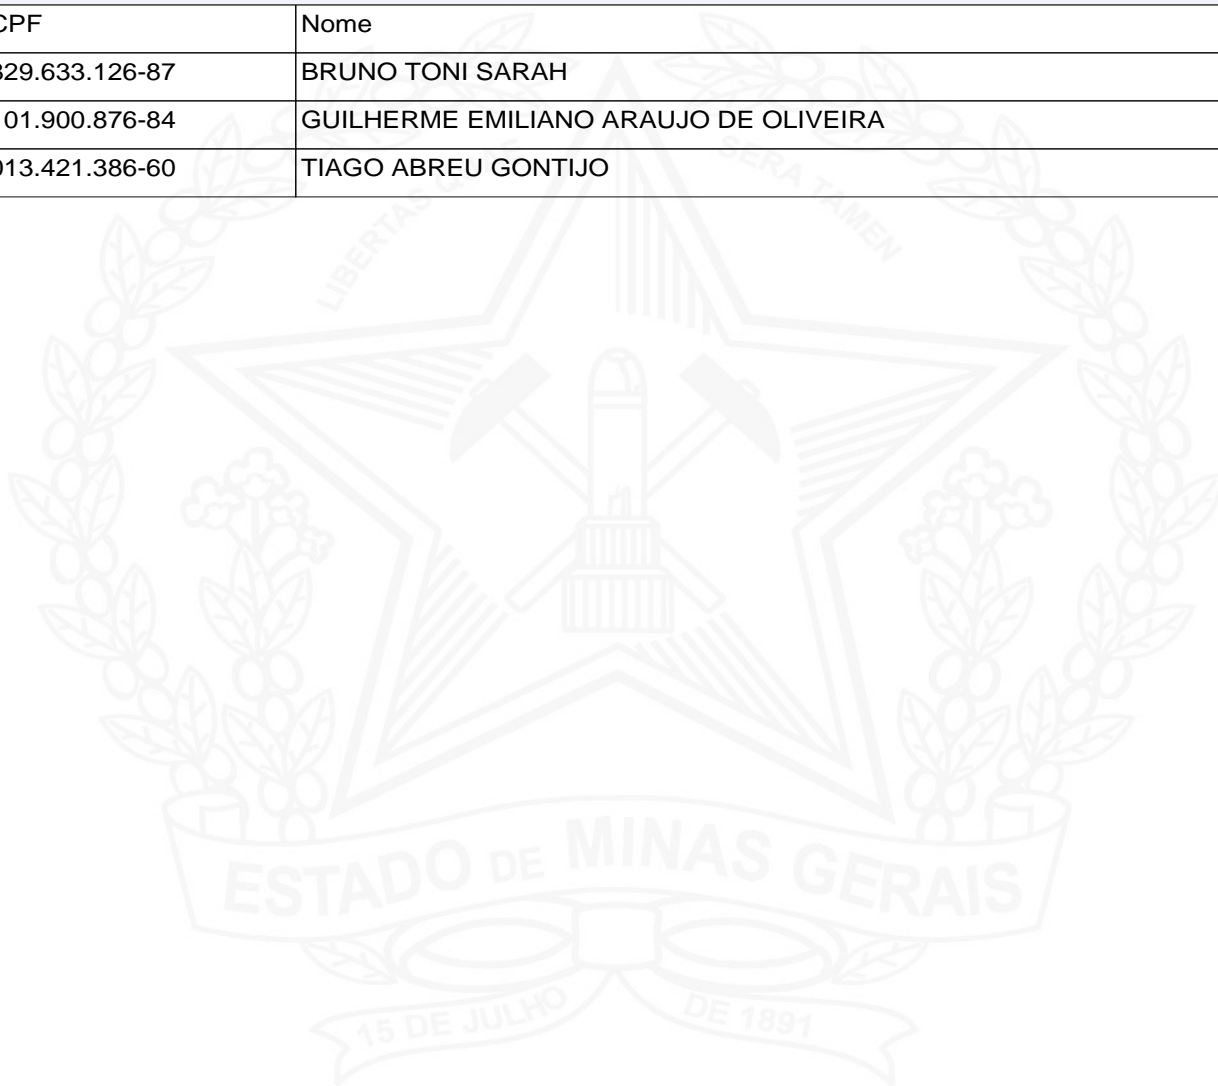 CPF Nome
329.633.126-87 BRUNO TONI SARAH
01.900.876-84 GUILHERME EMILIANO ARAUJO DE OLIVEIRA
013.421.386-60 TIAGO ABREU GONTIJO
LIBERTAS QUE SERA TAMEN
ESTADO DE MINAS GERAIS
15 DE JULHO DE 1891